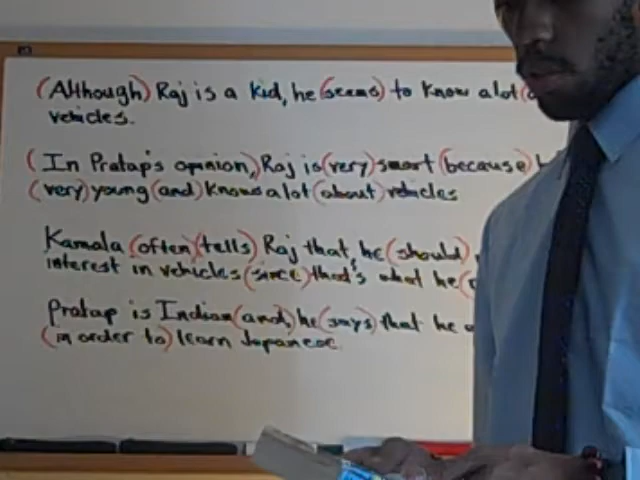 (Although) Raj is a kid, he (seems) to know a lot
vehicles.
(In Pratap's opinion,) Raj is (very) smart (because)
(very) young (and) knows a lot (about) vehicles
Kamala (often) (tells) Raj that he (should)
interest in vehicles (since) that's what he
Pratap is Indian (and,) he (says) that he
(in order to) learn Japanese